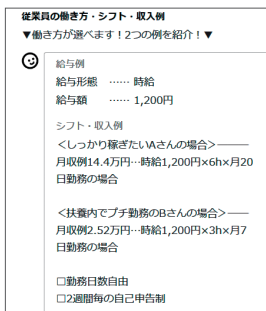 従業員の働き方・シフト・収入例
▼働き方が選べます！2つの例を紹介！▼
給与例
給与形態 …… 時給
給与額 …… 1,200円
シフト・収入例
＜しっかり稼ぎたいAさんの場合＞――
月収例14.4万円…時給1,200円×6h×月20
日勤務の場合
＜扶養内でプチ勤務のBさんの場合＞――
月収例2.52万円…時給1,200円×3h×月7
日勤務の場合
□勤務日数自由
□2週間毎の自己申告制